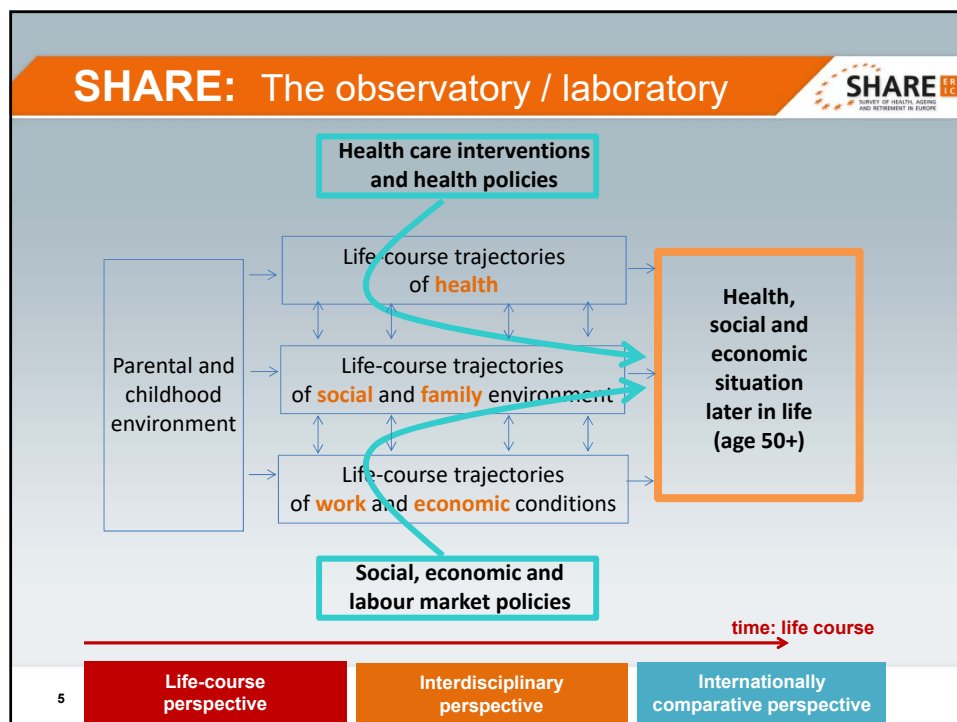 SHARE: The observatory / laboratory
SHARE ERIC
SURVEY OF HEALTH, AGEING
AND RETIREMENT IN EUROPE
Health care interventions
and health policies
Life-course trajectories
of health
Parental and
childhood
environment
Life-course trajectories
of social and family environment
Life-course trajectories
of work and economic conditions
Health,
social and
economic
situation
later in life
(age 50+)
Social, economic and
labour market policies
time: life course
5
Life-course
perspective
Interdisciplinary
perspective
Internationally
comparative perspective